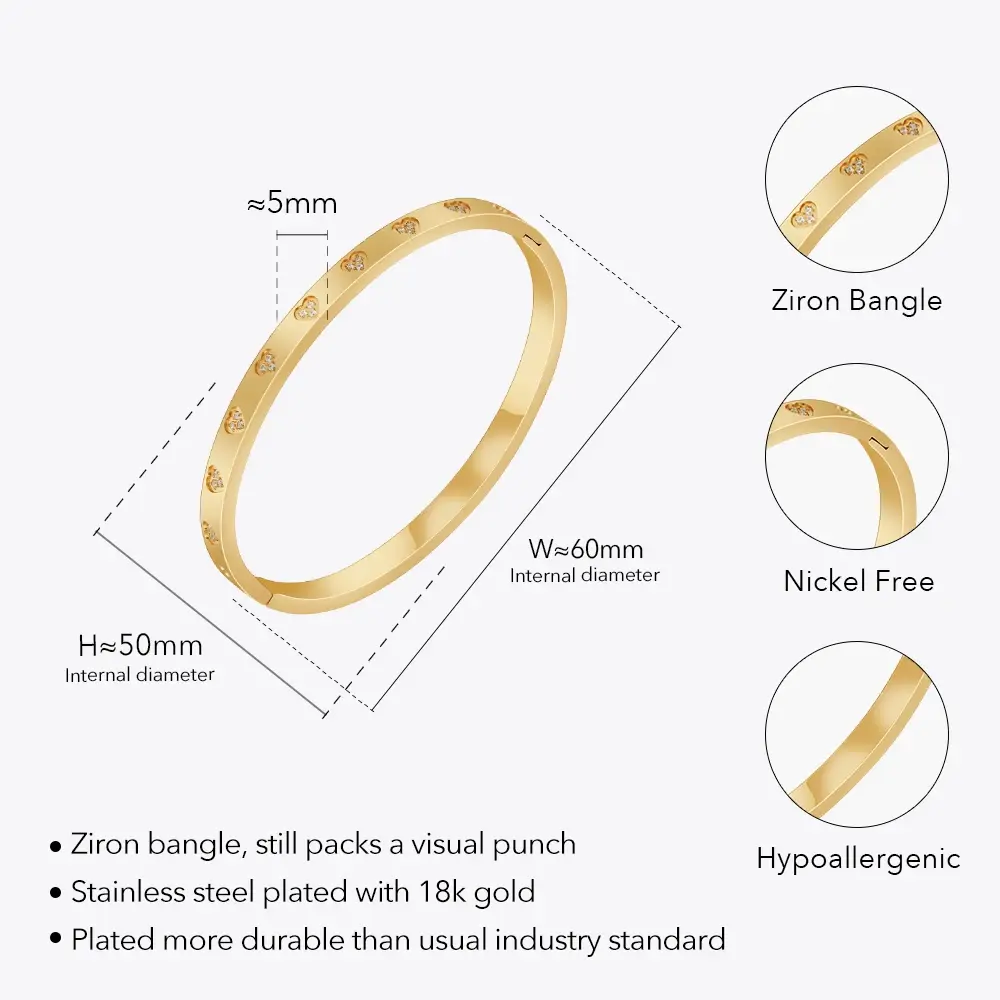 ≈5mm
W≈60mm
Internal diameter
H≈50mm
Internal diameter
Ziron Bangle
Nickel Free
Hypoallergenic
• Ziron bangle, still packs a visual punch
• Stainless steel plated with 18k gold
• Plated more durable than usual industry standard